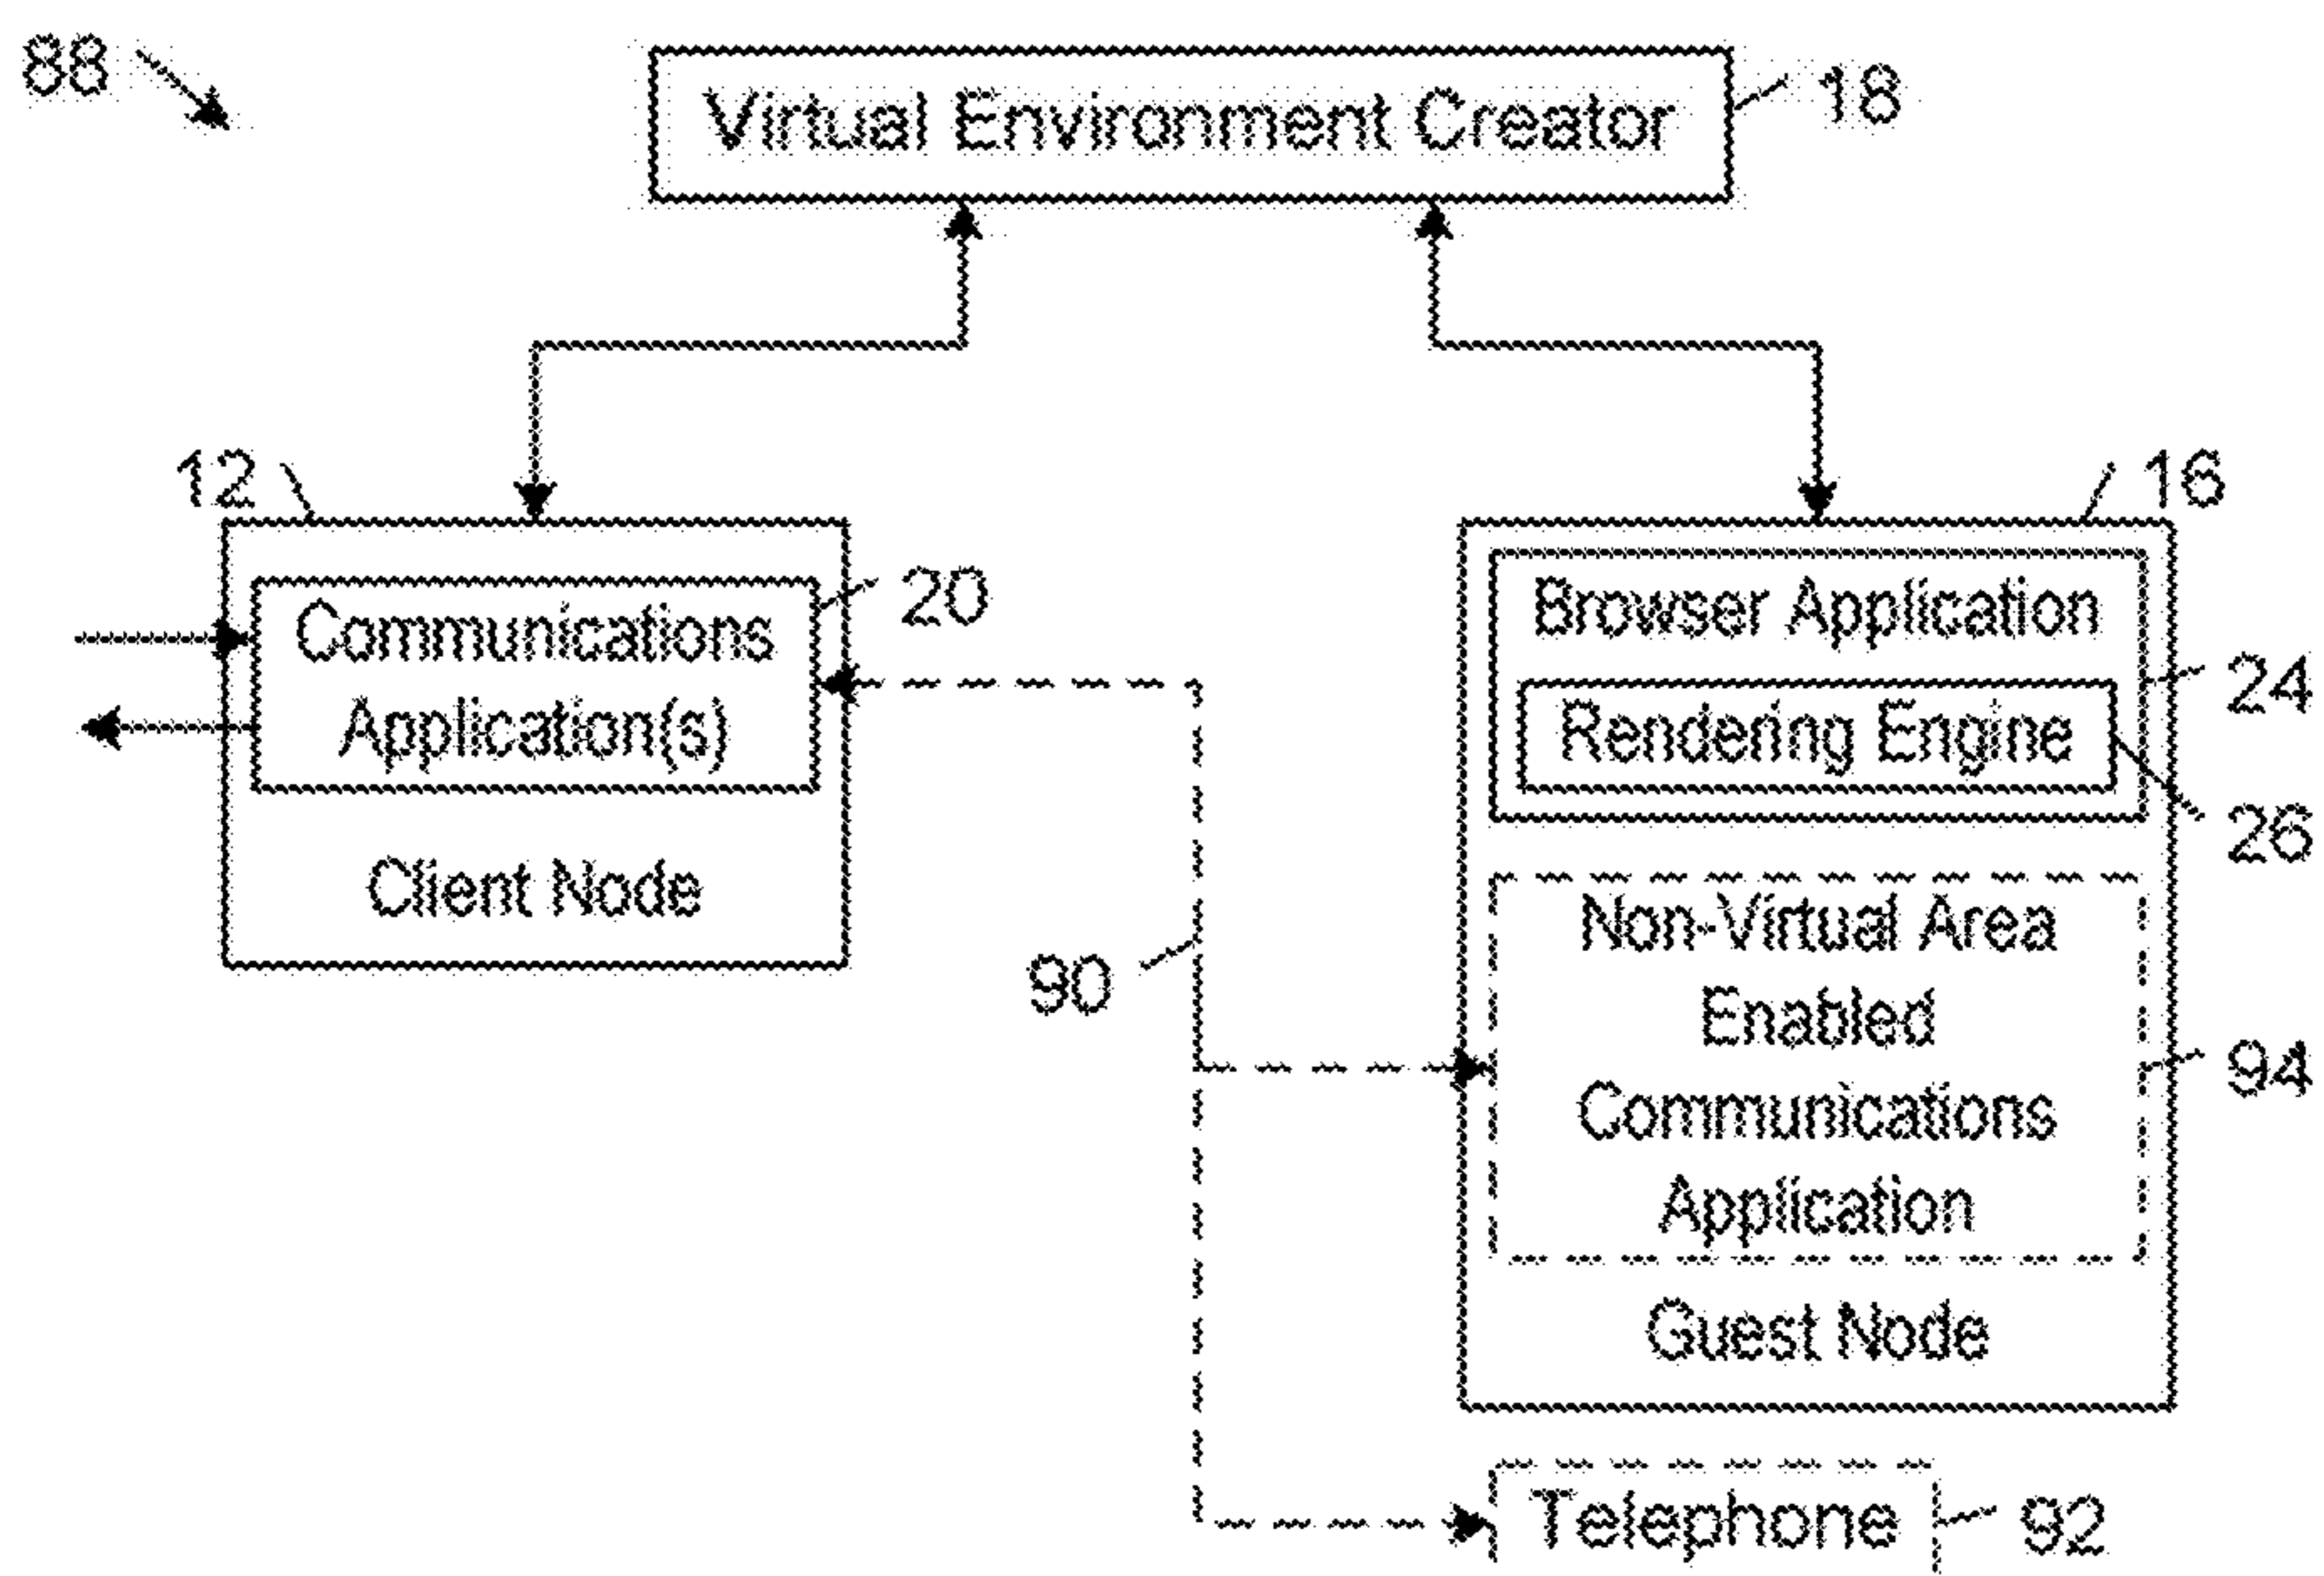 88
Virtual Environment Creator
18
12
16
20
Communications
Application(s)
Client Node
Browser Application
24
Rendering Engine
26
90
Non-Virtual Area
Enabled
Communications
Application
94
Guest Node
Telephone
92